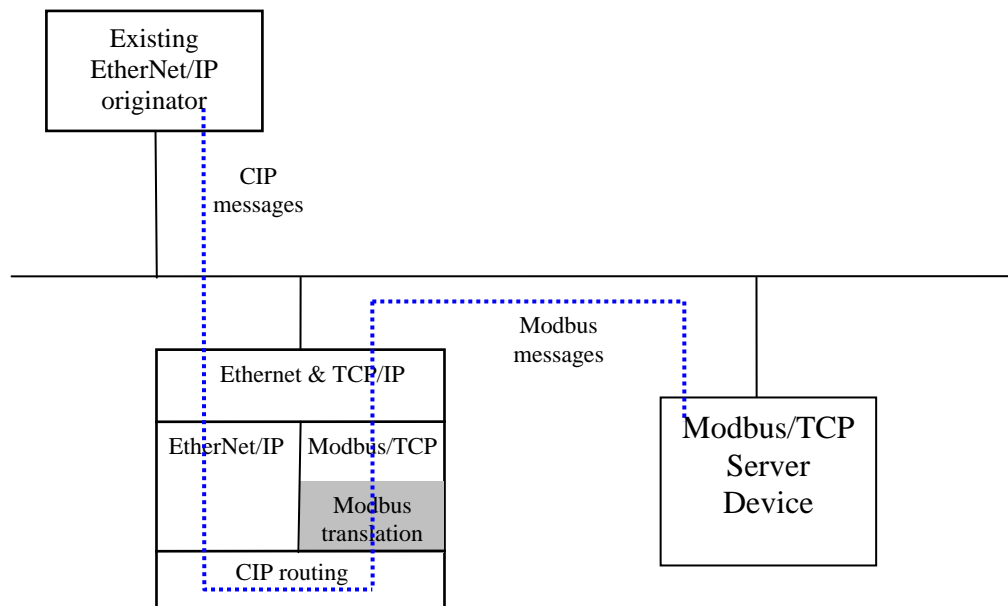 Existing
EtherNet/IP
originator
CIP
messages
Modbus
messages
Ethernet & TCP/IP
EtherNet/IP
Modbus/TCP
Modbus
translation
CIP routing
Modbus/TCP
Server
Device